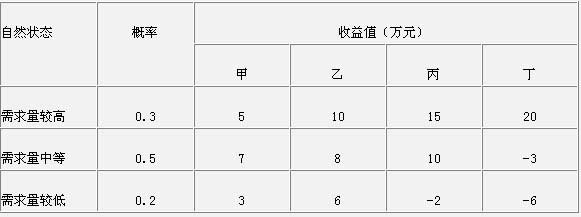 自然状态 概率 收益值（万元）
甲 乙 丙 丁
需求量较高 0.3 5 10 15 20
需求量中等 0.5 7 8 10 -3
需求量较低 0.2 3 6 -2 -6